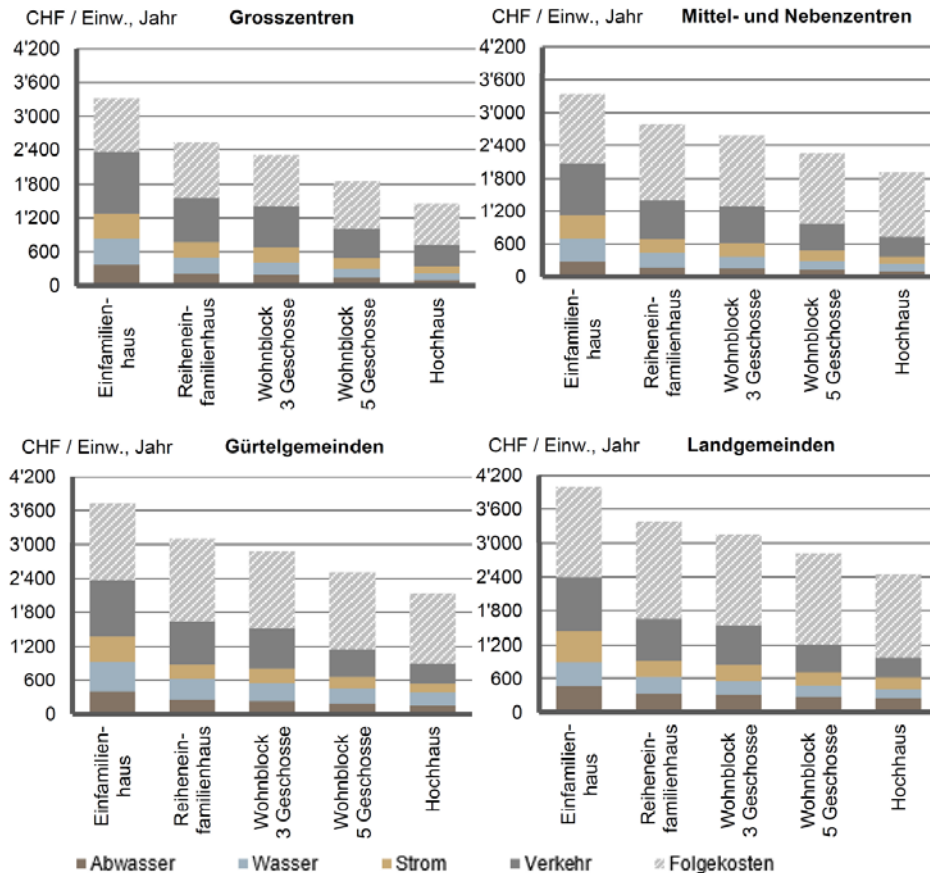 CHF / Einw., Jahr Grosszentren
4'200
3'600
3'000
2'400
1'800
1'200
600
0
Einfamilien
haus
Reihenein-
familienhaus
Wohnblock
3 Geschosse
Wohnblock
5 Geschosse
Hochhaus
CHF / Einw., Jahr Mittel- und Nebenzentren
4'200
3'600
3'000
2'400
1'800
1'200
600
0
Einfamilien
haus
Reihenein-
familienhaus
Wohnblock
3 Geschosse
Wohnblock
5 Geschosse
Hochhaus
CHF / Einw., Jahr Gürtelgemeinden
4'200
3'600
3'000
2'400
1'800
1'200
600
0
Einfamilien-
haus
Reihenein-
familienhaus
Wohnblock
3 Geschosse
Wohnblock
5 Geschosse
Hochhaus
CHF / Einw., Jahr Landgemeinden
4'200
3'600
3'000
2'400
1'800
1'200
600
0
Einfamilien-
haus
Reihenein-
familienhaus
Wohnblock
3 Geschosse
Wohnblock
5 Geschosse
Hochhaus
Abwasser Wasser Strom Verkehr Folgekosten